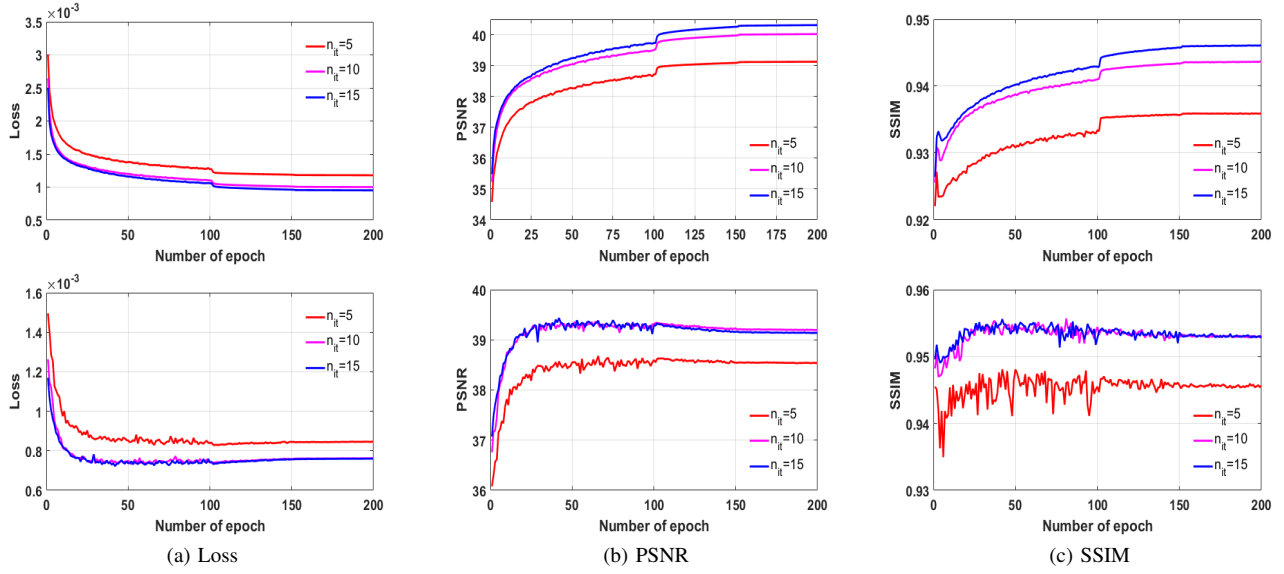 ×10⁻³
3.5
3
2.5
2
1.5
1
0.5
Loss
n_it=5
n_it=10
n_it=15
0 50 100 150 200
Number of epoch
40
39
38
37
36
35
34
PSNR
n_it=5
n_it=10
n_it=15
0 25 50 75 100 125 150 175 200
Number of epoch
0.95
0.94
0.93
0.92
SSIM
n_it=5
n_it=10
n_it=15
0 50 100 150 200
Number of epoch
×10⁻³
1.6
1.4
1.2
1
0.8
0.6
Loss
n_it=5
n_it=10
n_it=15
0 50 100 150 200
Number of epoch
40
39
38
37
36
PSNR
n_it=5
n_it=10
n_it=15
0 50 100 150 200
Number of epoch
0.96
0.95
0.94
0.93
SSIM
n_it=5
n_it=10
n_it=15
0 50 100 150 200
Number of epoch
(a) Loss
(b) PSNR
(c) SSIM